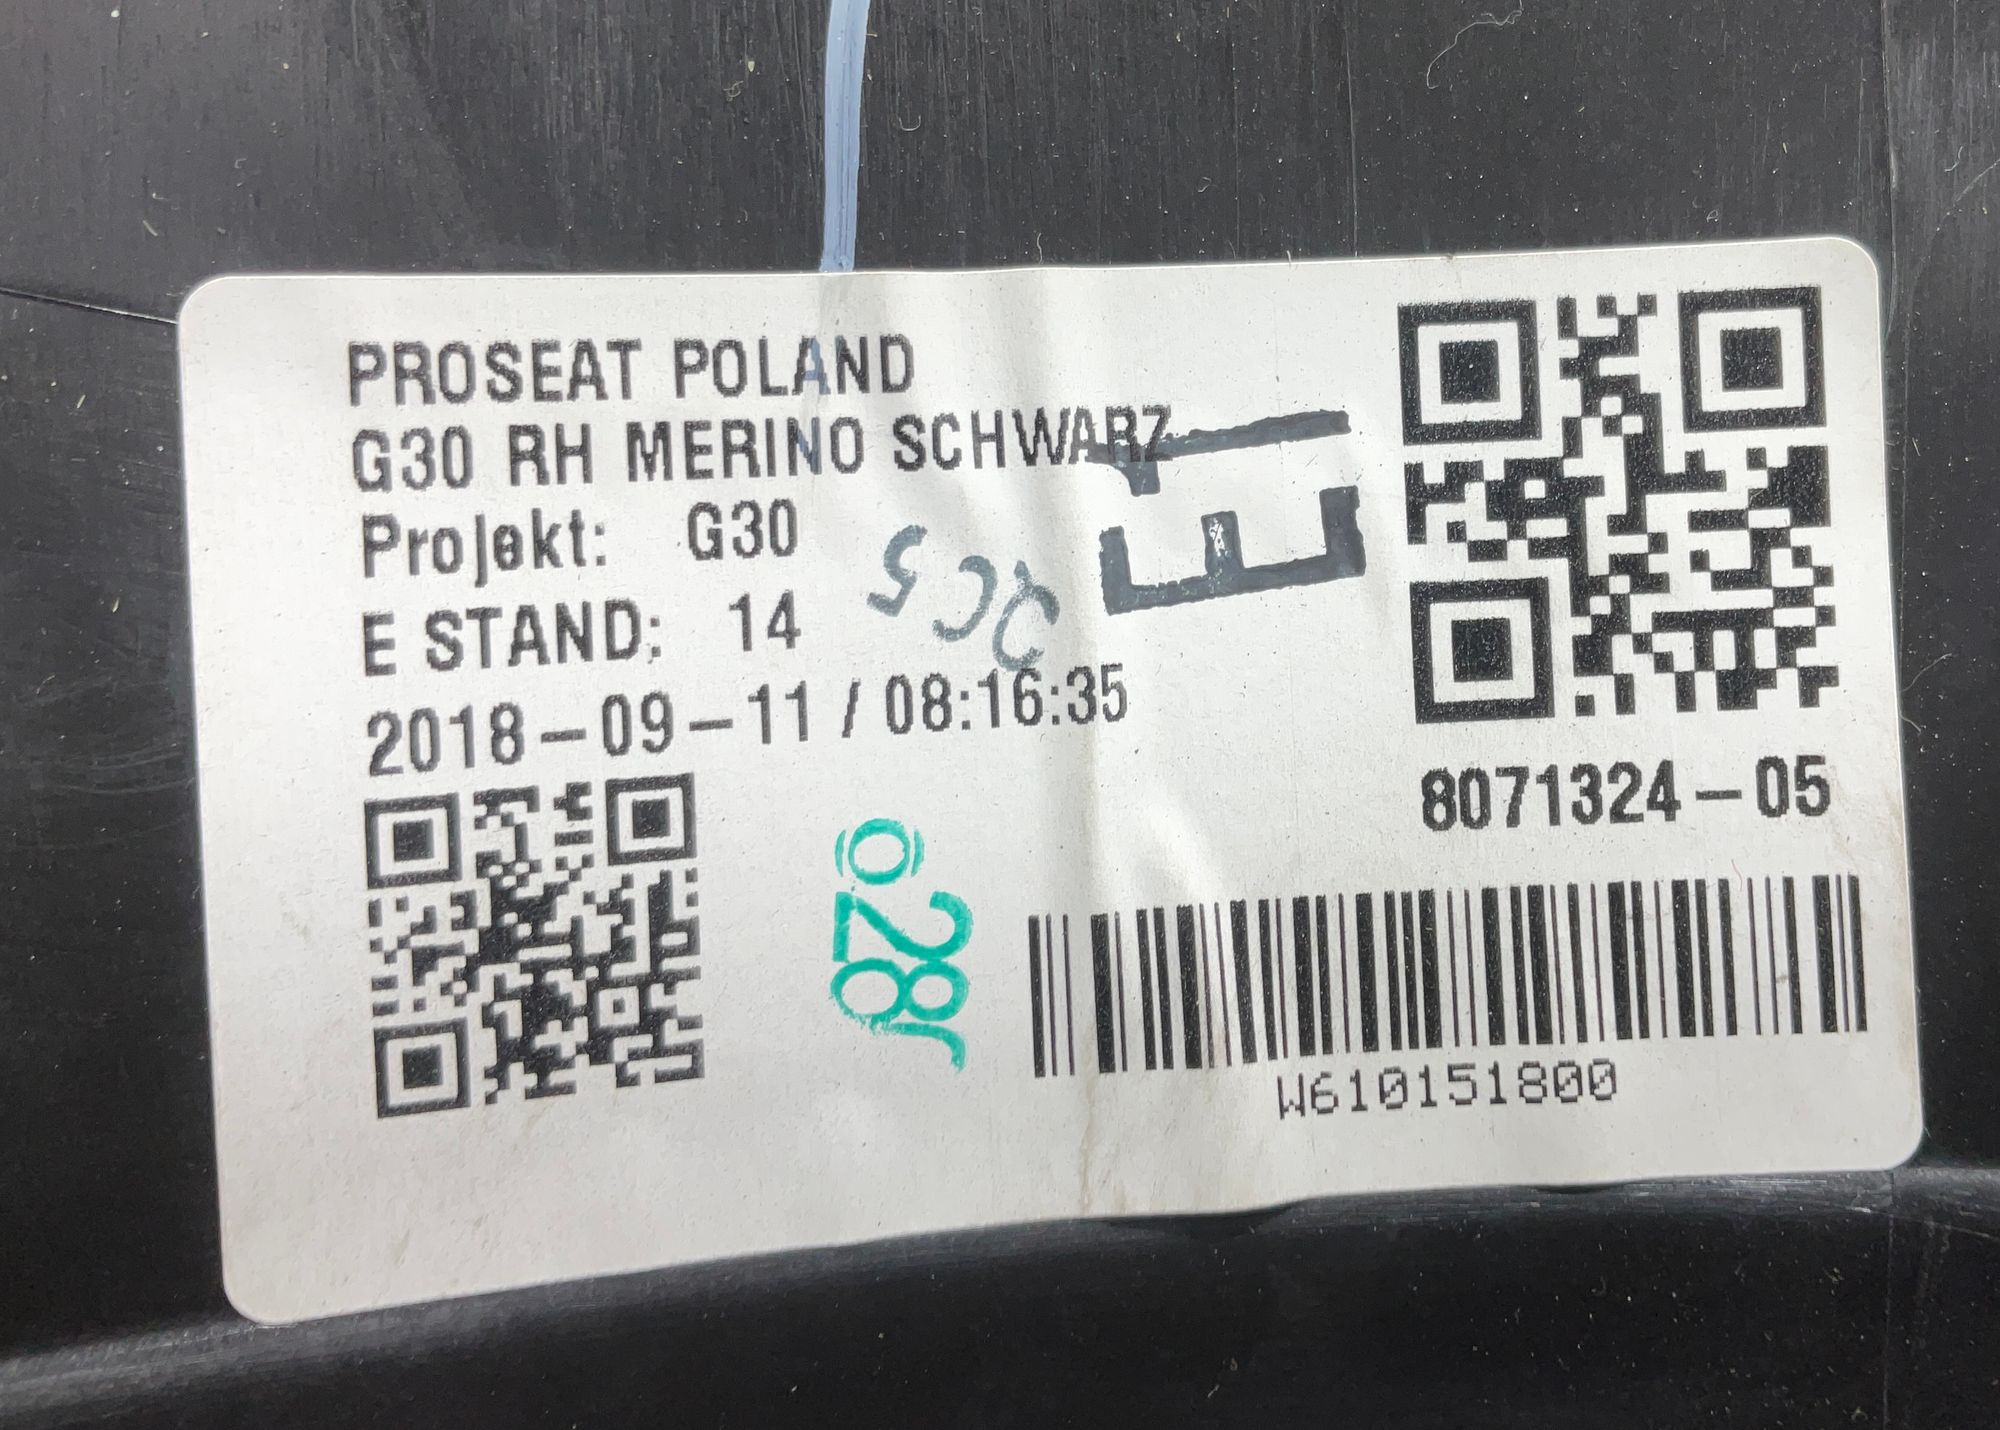 PROSEAT POLAND
G30 RH MERINO SCHWARZ
Projekt: G30
E STAND: 14
2018-09-11 / 08:16:35
8071324-05
W610151800